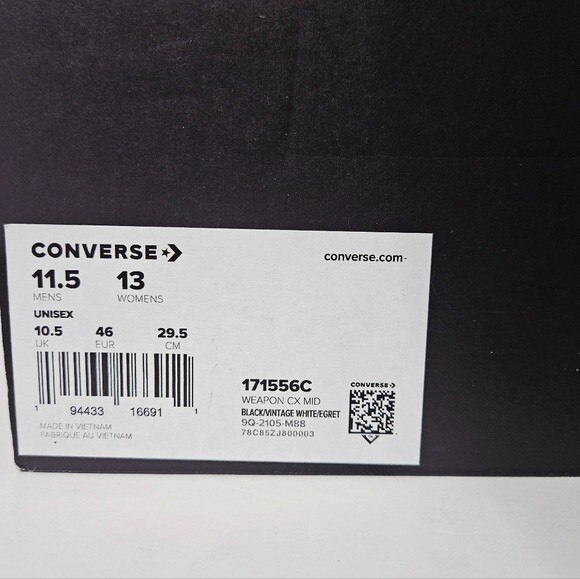 CONVERSE
converse.com-
11.5 13
MENS WOMENS
UNISEX
10.5 46 29.5
UK EUR CM
1 94433 16691 1
MADE IN VIETNAM
FABRIQUE AU VIETNAM
171556C
WEAPON CX MID
BLACK/VINTAGE WHITE/EGRET
9Q-2105-M88
78C85ZJ800003
CONVERSE